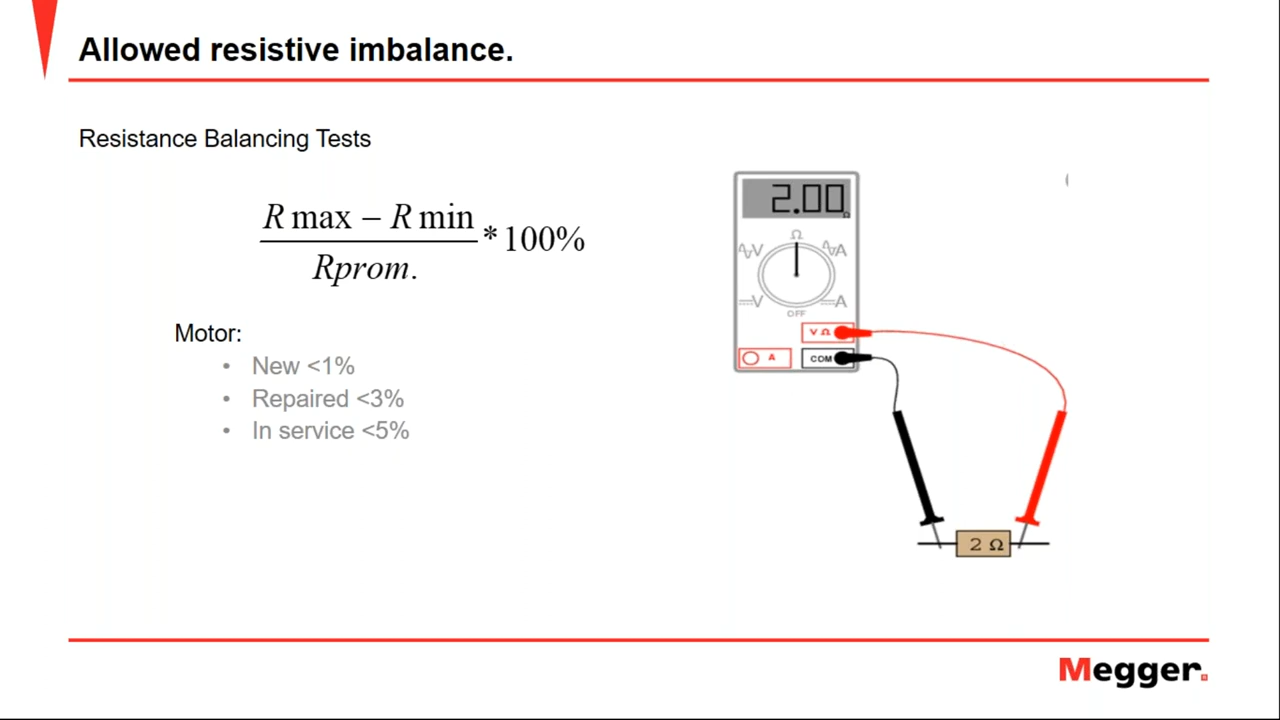 Allowed resistive imbalance.
Resistance Balancing Tests
R max − R min
Rprom.
* 100%
Motor:
• New <1%
• Repaired <3%
• In service <5%
2.00Ω
Ω
V
A
V
A
OFF
V Ω
A
COM
2 Ω
Megger.